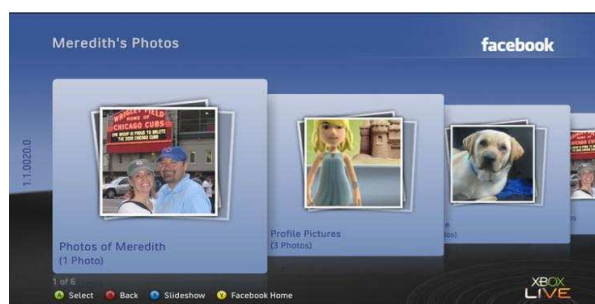 Meredith's Photos
facebook
1.1.0020.0
WRIGLEY FIELD
HOME OF
CHICAGO CUBS
Photos of Meredith
(1 Photo)
Profile Pictures
(3 Photos)
1 of 6
Select Back Slideshow Facebook Home
A B X Y
XBOX
LIVE